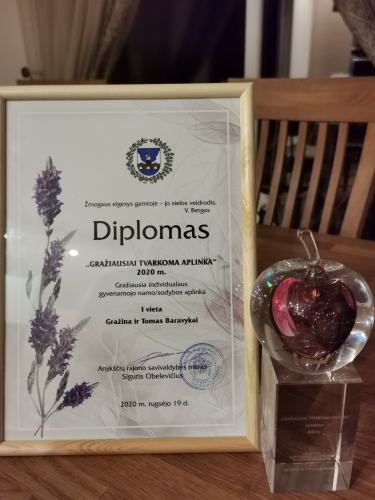 Žmogaus elgesys gamtoje – jo sielos veidrodis.
V. Bergas
Diplomas
„GRAŽIAUSIAI TVARKOMA APLINKA“
2020 m.
Gražiausia individualaus
gyvenamojo namo/sodybos aplinka
I vieta
Gražina ir Tomas Baravykai
Anykščių rajono savivaldybės meras
Sigutis Obelevičius
2020 m. rugsėjo 19 d.